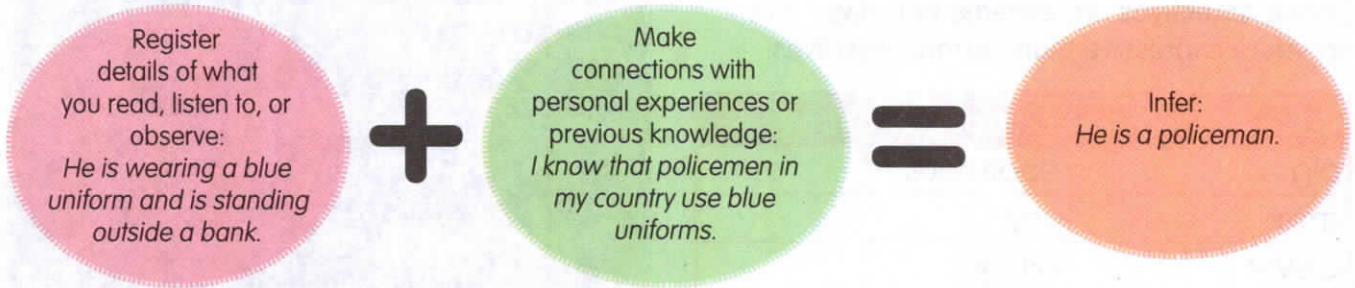 Register
details of what
you read, listen to, or
observe:
He is wearing a blue
uniform and is standing
outside a bank.
+
Make
connections with
personal experiences or
previous knowledge:
I know that policemen in
my country use blue
uniforms.
=
Infer:
He is a policeman.